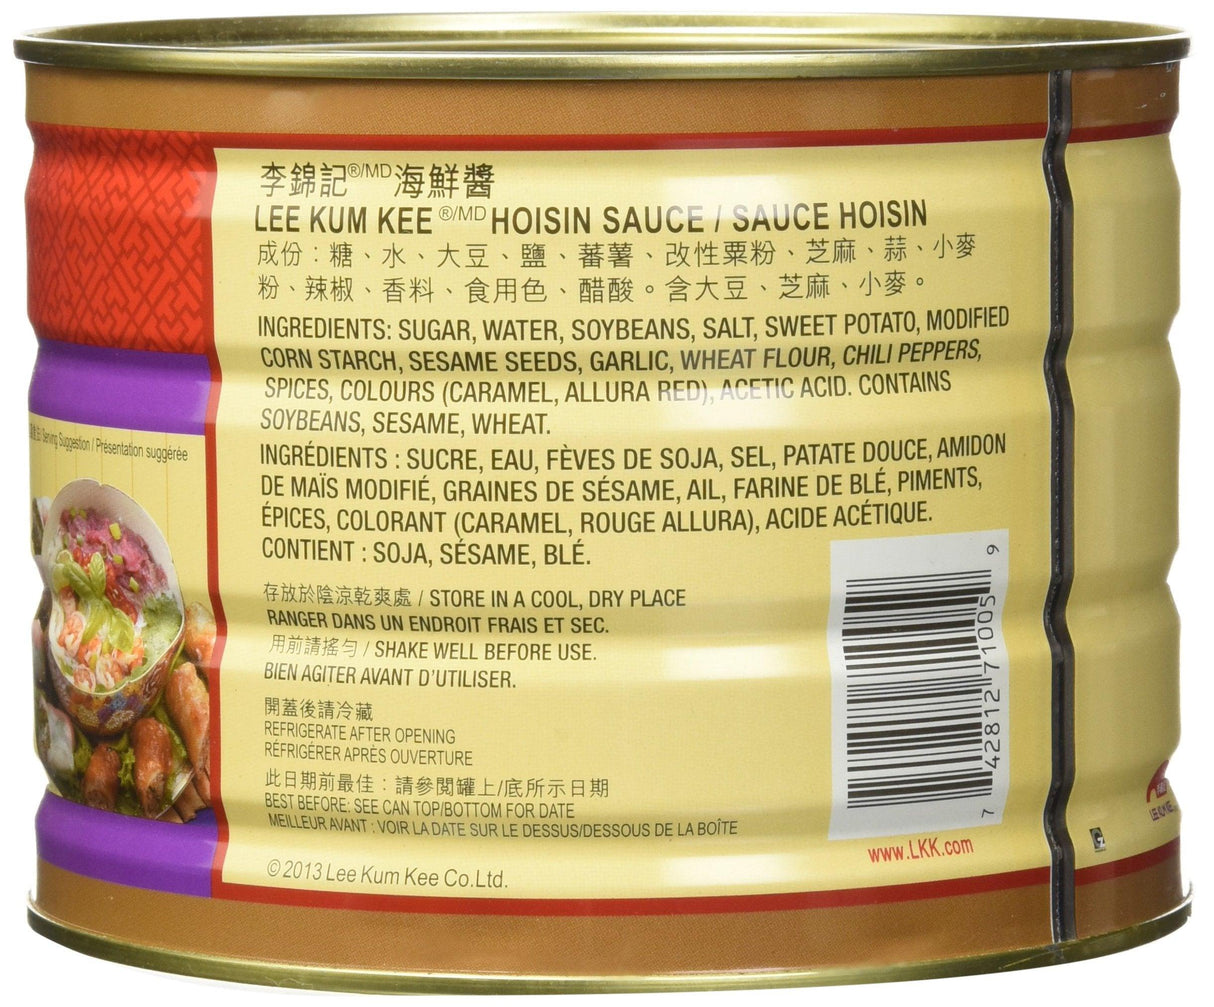 李錦記®/MD海鮮醬
LEE KUM KEE ®/MD HOISIN SAUCE / SAUCE HOISIN
成份：糖、水、大豆、鹽、蕃薯、改性粟粉、芝麻、蒜、小麥
粉、辣椒、香料、食用色、醋酸。含大豆、芝麻、小麥。
INGREDIENTS: SUGAR, WATER, SOYBEANS, SALT, SWEET POTATO, MODIFIED
CORN STARCH, SESAME SEEDS, GARLIC, WHEAT FLOUR, CHILI PEPPERS,
SPICES, COLOURS (CARAMEL, ALLURA RED), ACETIC ACID. CONTAINS
SOYBEANS, SESAME, WHEAT.
INGRÉDIENTS : SUCRE, EAU, FÈVES DE SOJA, SEL, PATATE DOUCE, AMIDON
DE MAÏS MODIFIÉ, GRAINES DE SÉSAME, AIL, FARINE DE BLÉ, PIMENTS,
ÉPICES, COLORANT (CARAMEL, ROUGE ALLURA), ACIDE ACÉTIQUE.
CONTIENT : SOJA, SÉSAME, BLÉ.
Serving Suggestion / Présentation suggérée
存放於陰涼乾爽處 / STORE IN A COOL, DRY PLACE
RANGER DANS UN ENDROIT FRAIS ET SEC.
用前請搖勻 / SHAKE WELL BEFORE USE.
BIEN AGITER AVANT D'UTILISER.
開蓋後請冷藏
REFRIGERATE AFTER OPENING
RÉFRIGÉRER APRÈS OUVERTURE
此日期前最佳：請參閱罐上/底所示日期
BEST BEFORE: SEE CAN TOP/BOTTOM FOR DATE
MEILLEUR AVANT : VOIR LA DATE SUR LE DESSUS/DESSOUS DE LA BOÎTE
©2013 Lee Kum Kee Co.Ltd.
7 42812 71005 9
www.LKK.com
LEE KUM KEE